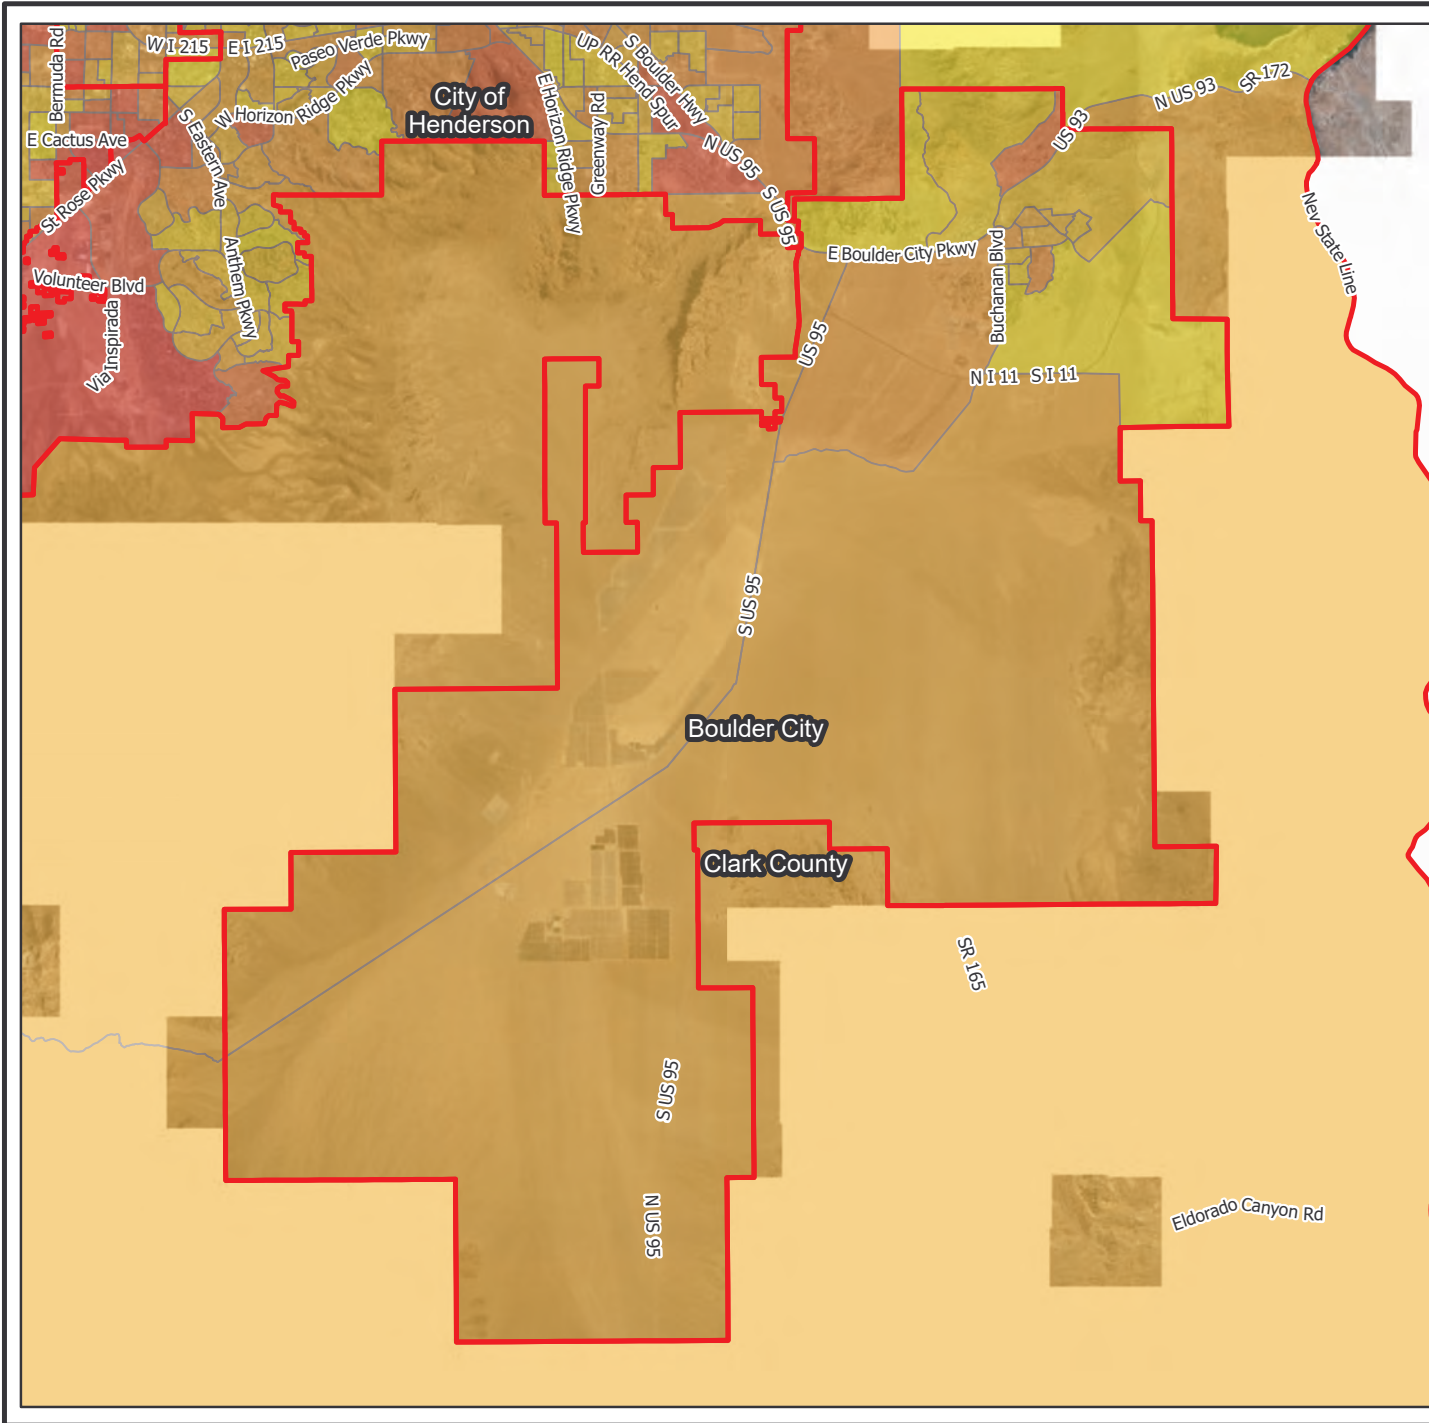 Bermuda Rd
W I 215
E I 215
Paseo Verde Pkwy
UP RR Hend Spur
S Boulder Hwy
N US 93
SR 172
City of
Henderson
W Horizon Ridge Pkwy
S Eastern Ave
E Horizon Ridge Pkwy
Greenway Rd
US 93
E Cactus Ave
N US 95
St Rose Pkwy
S US 95
Nev State Line
Anthem Pkwy
E Boulder City Pkwy
Buchanan Blvd
Volunteer Blvd
Via Inspirada
US 95
N I 11
S I 11
S US 95
Boulder City
Clark County
SR 165
S US 95
N US 95
Eldorado Canyon Rd